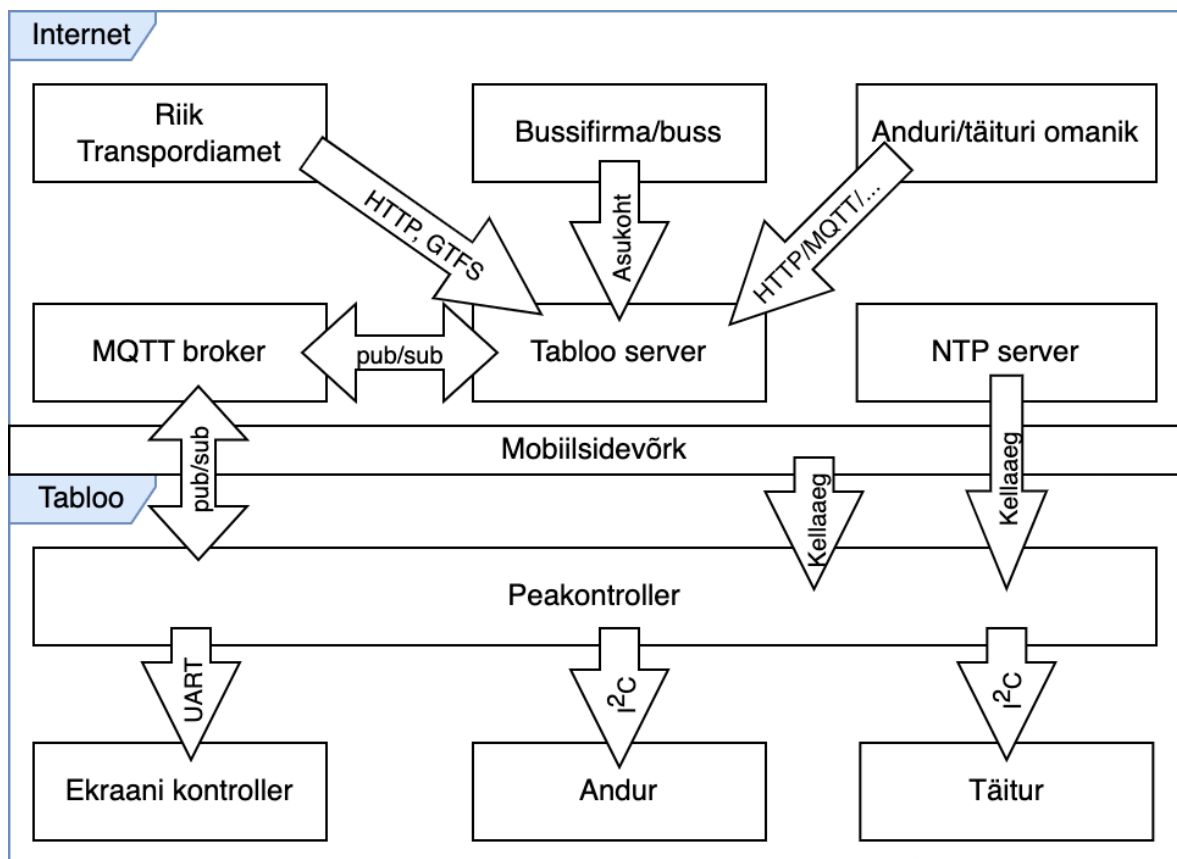 Internet
Riik
Transpordiamet
Bussifirma/buss
Anduri/täituri omanik
HTTP, GTFS
Asukoht
HTTP/MQTT/...
MQTT broker
pub/sub
Tabloo server
NTP server
Mobiilsidevõrk
pub/sub
Tabloo
Kellaaeg
Kellaaeg
Peakontroller
UART
I²C
I²C
Ekraani kontroller
Andur
Täitur